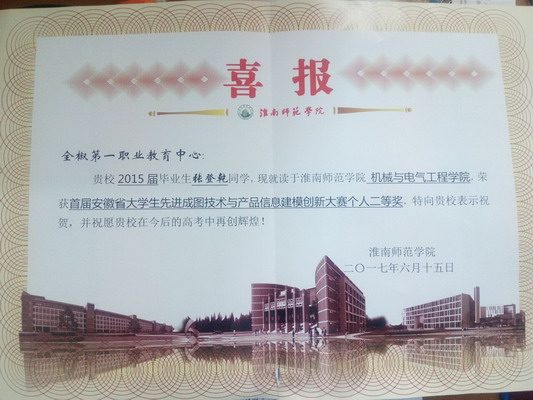 喜报
淮南师范学院
全椒第一职业教育中心:
贵校 2015 届毕业生张登乾同学,现就读于淮南师范学院 机械与电气工程学院,荣
获首届安徽省大学生先进成图技术与产品信息建模创新大赛个人二等奖,特向贵校表示祝
贺,并祝愿贵校在今后的高考中再创辉煌!
淮南师范学院
二〇一七年六月十五日